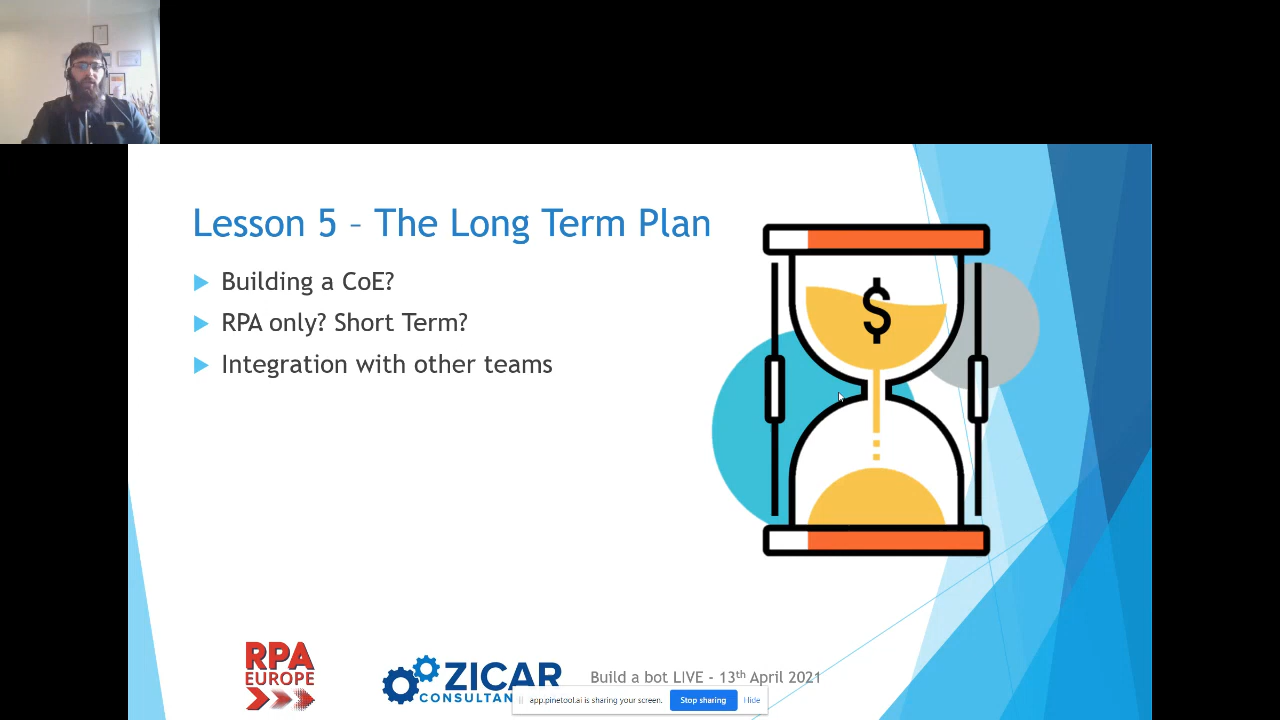 Lesson 5 – The Long Term Plan
Building a CoE?
RPA only? Short Term?
Integration with other teams
$
RPA
EUROPE
ZICAR
CONSULTAN
Build a bot LIVE - 13th April 2021
app.pinetool.ai is sharing your screen.
Stop sharing
Hide